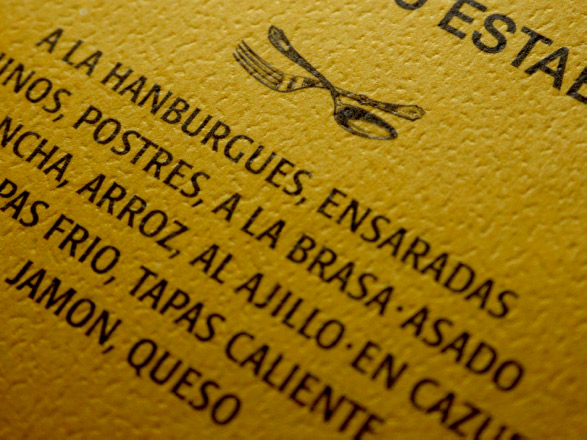 ESTAB
A LA HANBURGUES, ENSARADAS
INOS, POSTRES, A LA BRASA·ASADO
NCHA, ARROZ, AL AJILLO·EN CAZU
PAS FRIO, TAPAS CALIENTE
JAMON, QUESO